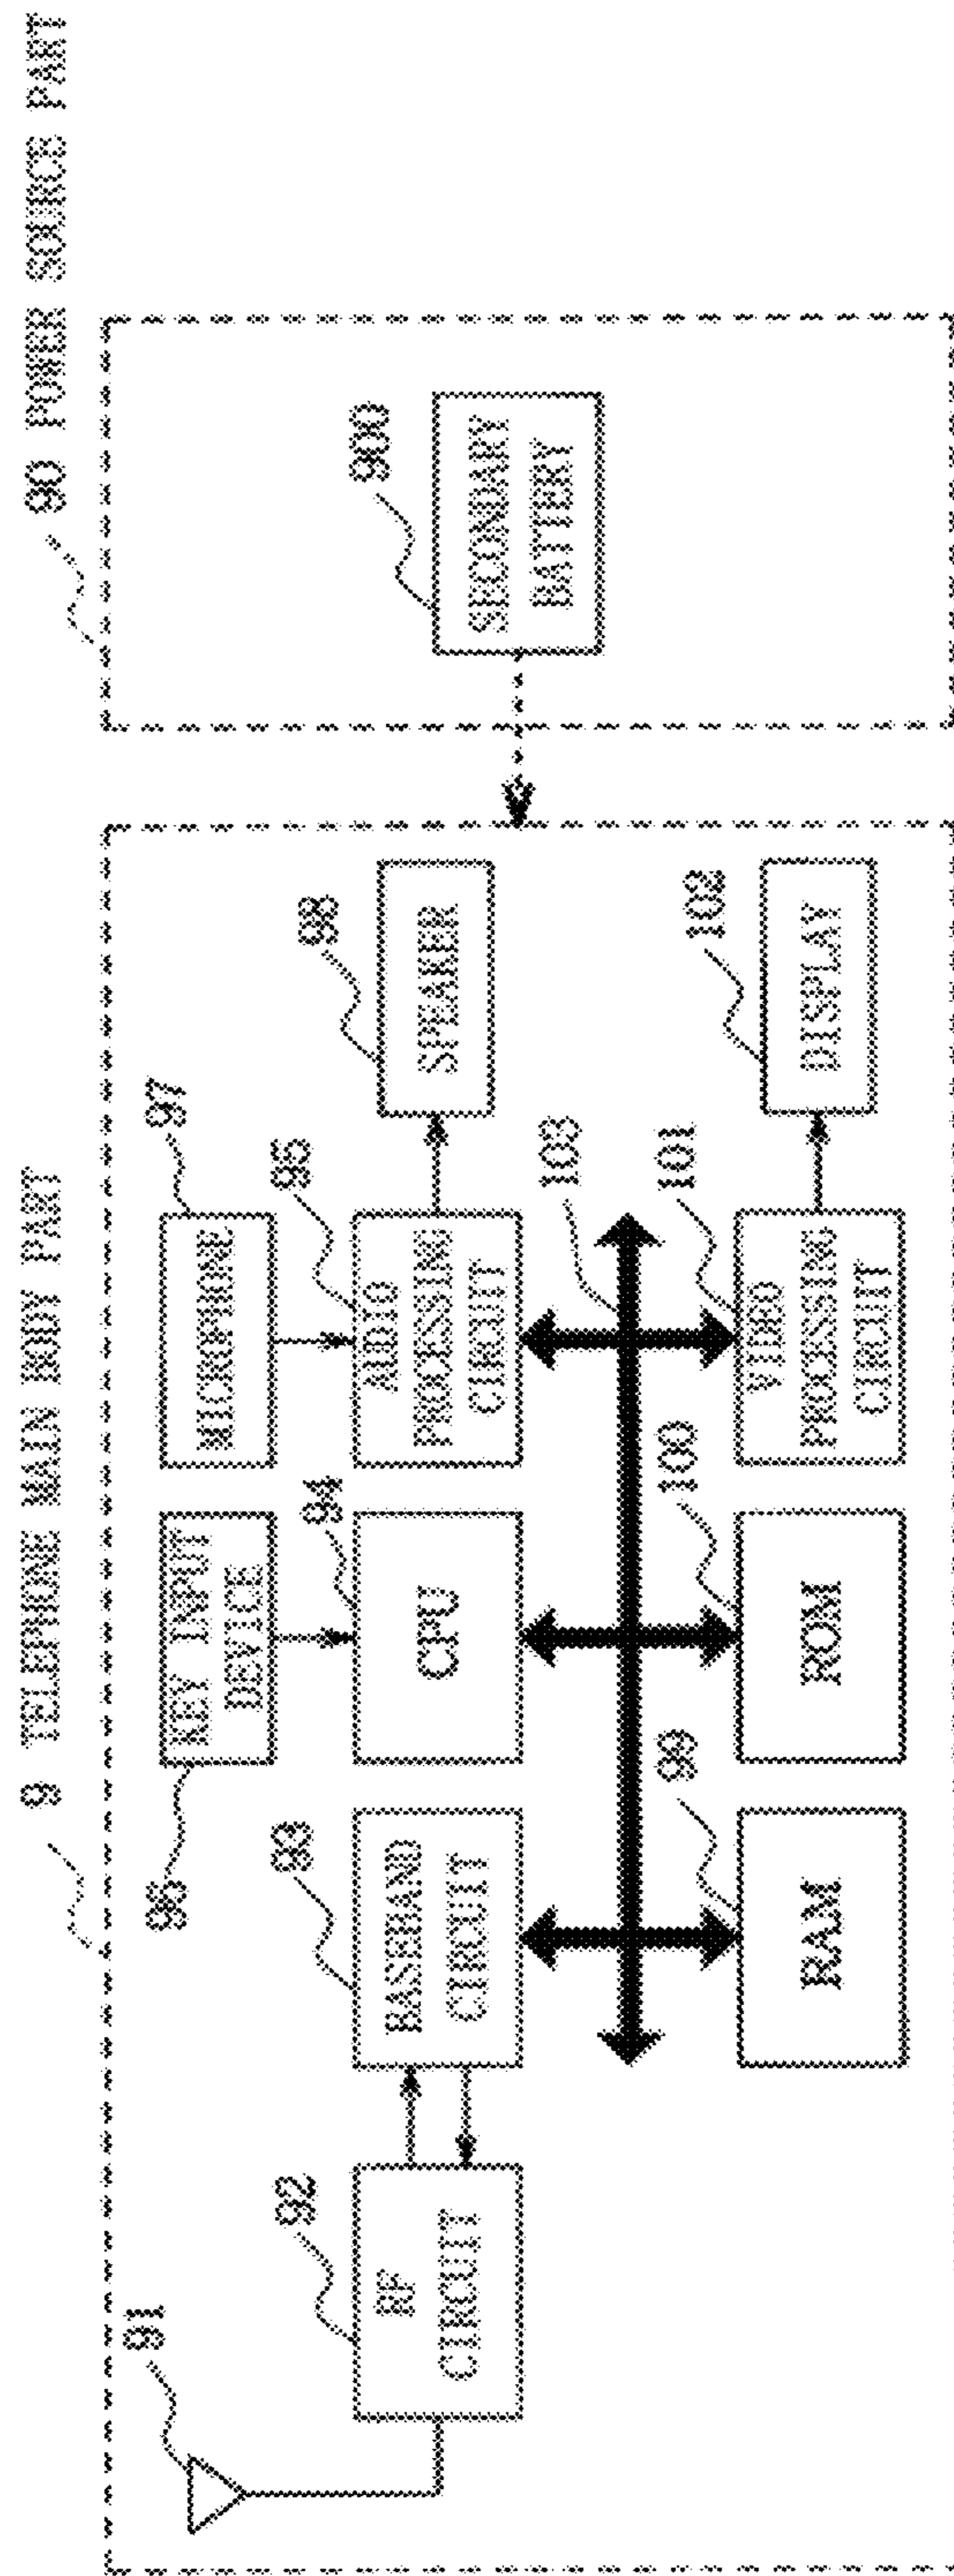 9 TELEPHONE MAIN BODY PART
90 POWER SOURCE PART
91
96
KEY INPUT
DEVICE
97
MICROPHONE
92
RF
CIRCUIT
93
BASEBAND
CIRCUIT
94
CPU
95
AUDIO
PROCESSING
CIRCUIT
98
SPEAKER
900
SECONDARY
BATTERY
103
99
RAM
100
ROM
101
VIDEO
PROCESSING
CIRCUIT
102
DISPLAY